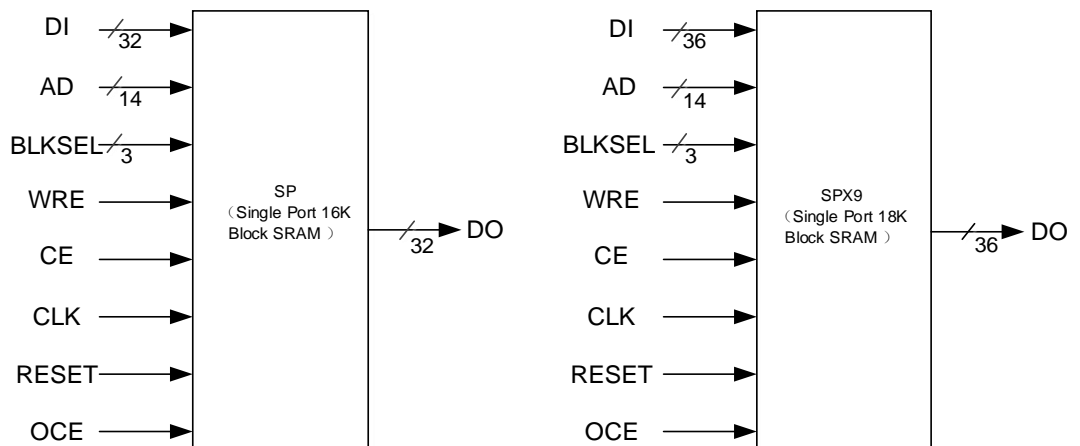 DI
32
AD
14
BLKSEL
3
WRE
CE
CLK
RESET
OCE
SP
（Single Port 16K
Block SRAM ）
DO
32
DI
36
AD
14
BLKSEL
3
WRE
CE
CLK
RESET
OCE
SPX9
（Single Port 18K
Block SRAM ）
DO
36